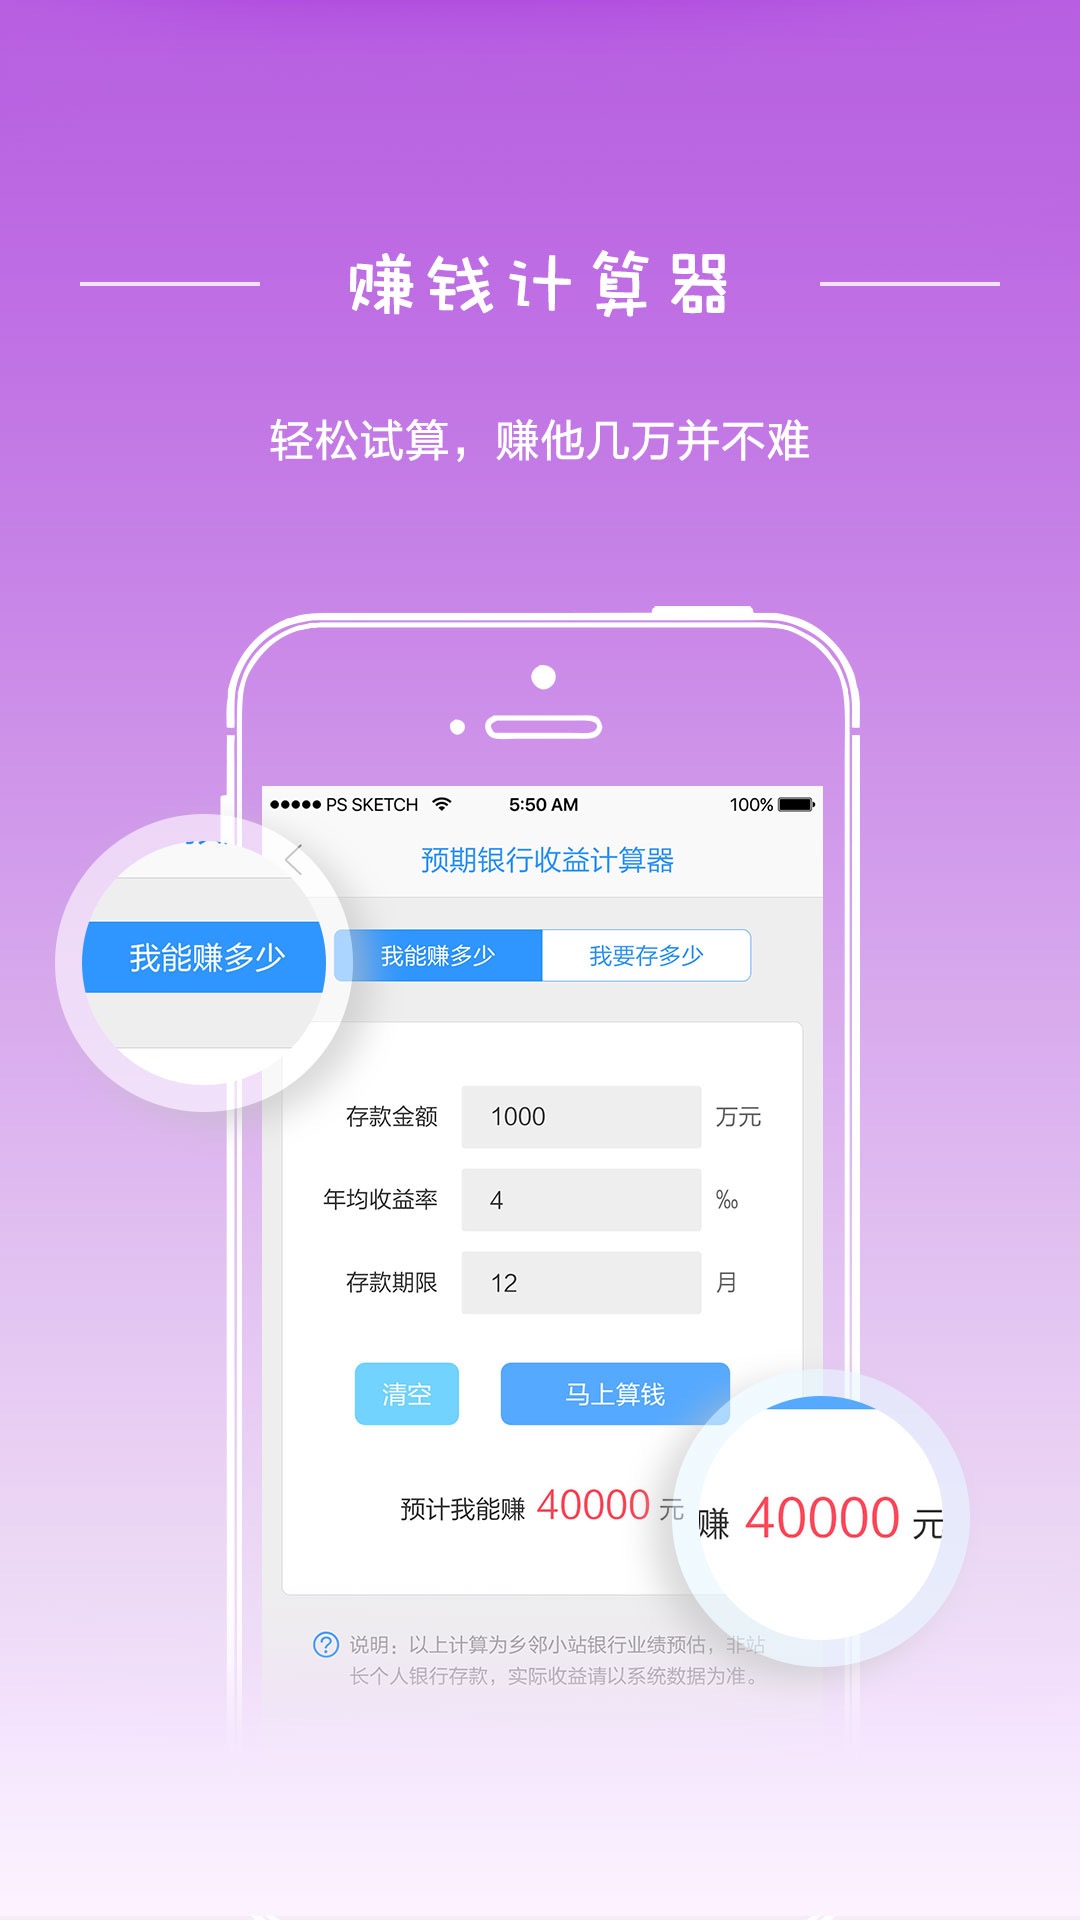 赚钱计算器
轻松试算，赚他几万并不难
PS SKETCH 5:50 AM 100%
预期银行收益计算器
我能赚多少
我能赚多少 我要存多少
存款金额 1000 万元
年均收益率 4 ‰
存款期限 12 月
清空 马上算钱
预计我能赚 40000 元
赚 40000 元
说明：以上计算为乡邻小站银行业绩预估，非站
长个人银行存款，实际收益请以系统数据为准。